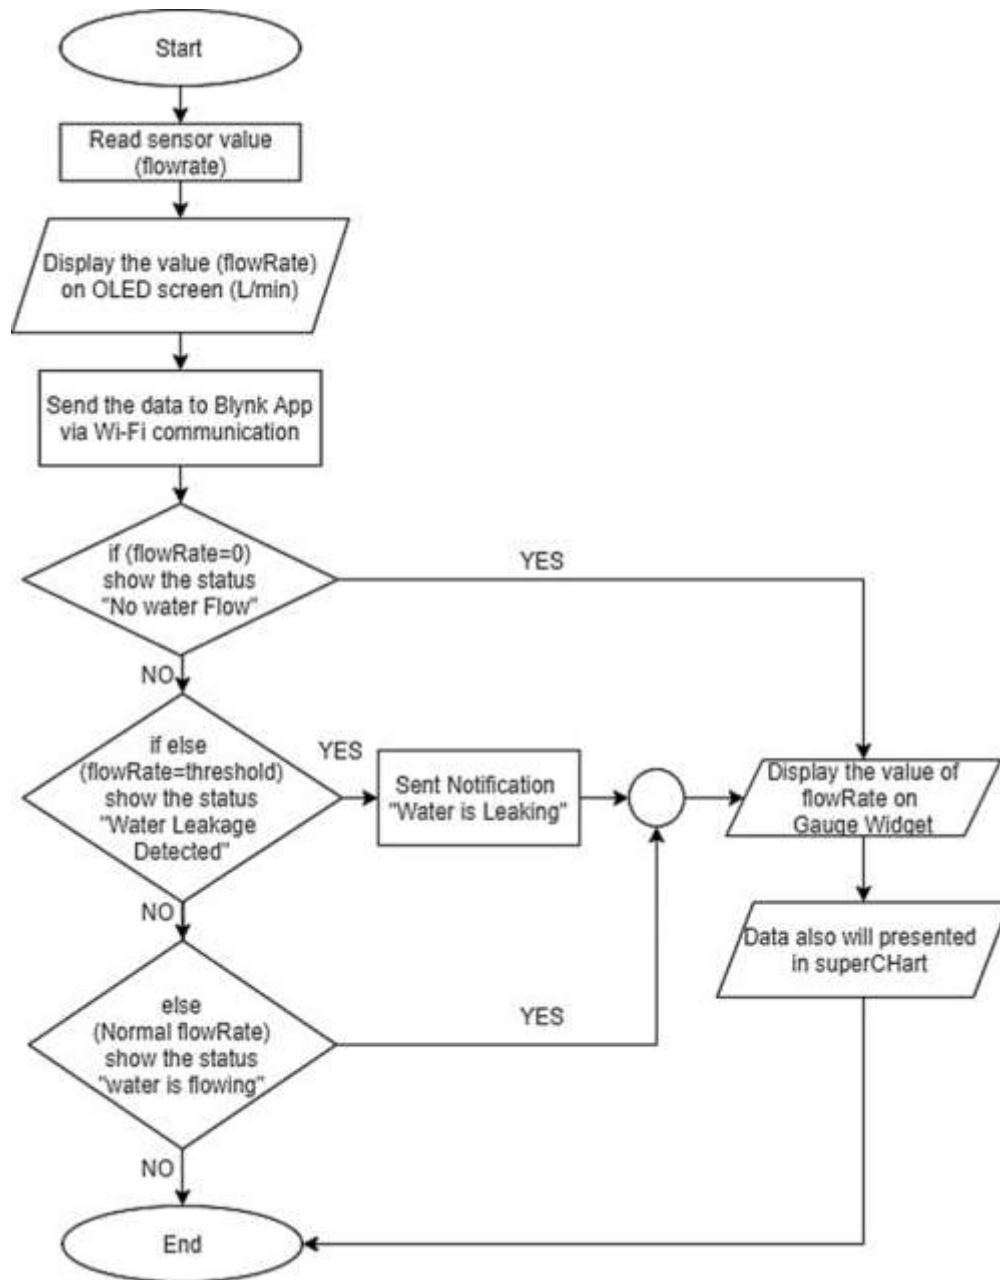 Start
Read sensor value
(flowrate)
Display the value (flowRate)
on OLED screen (L/min)
Send the data to Blynk App
via Wi-Fi communication
if (flowRate=0)
show the status
"No water Flow"
YES
NO
if else
(flowRate=threshold)
show the status
"Water Leakage
Detected"
YES
Sent Notification
"Water is Leaking"
Display the value of
flowRate on
Gauge Widget
NO
Data also will presented
in superCHart
else
(Normal flowRate)
show the status
"water is flowing"
YES
NO
End